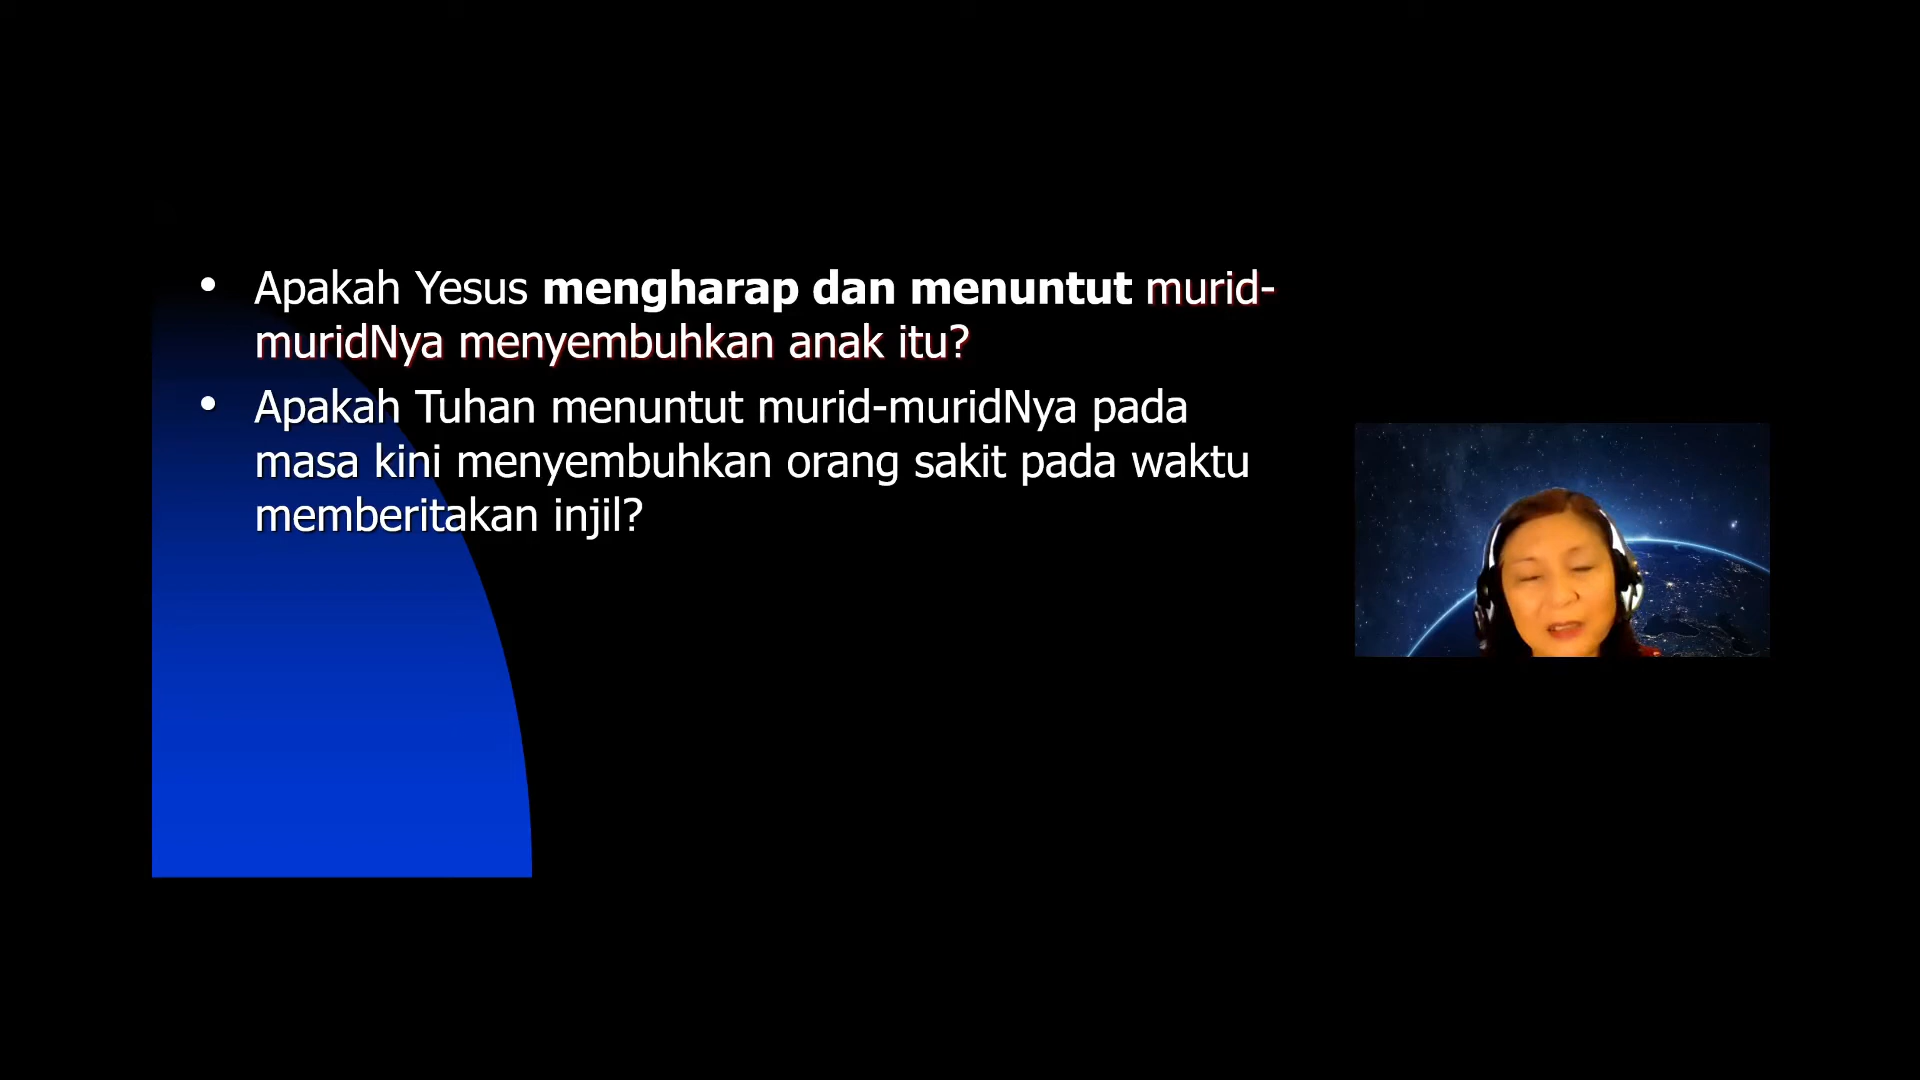 • Apakah Yesus mengharap dan menuntut murid-
muridNya menyembuhkan anak itu?
• Apakah Tuhan menuntut murid-muridNya pada
masa kini menyembuhkan orang sakit pada waktu
memberitakan injil?